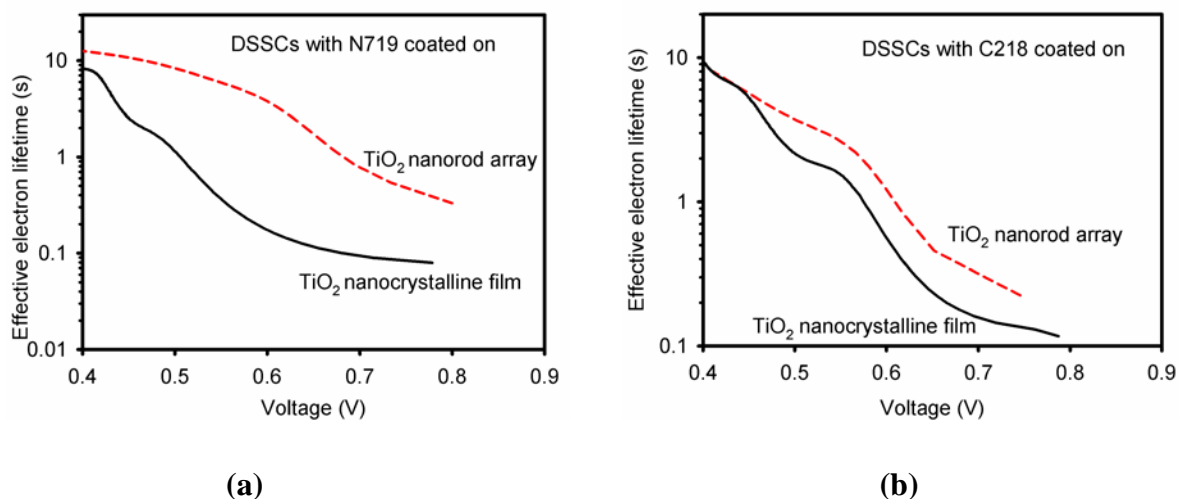 DSSCs with N719 coated on
10
1
0.1
0.01
Effective electron lifetime (s)
TiO2 nanorod array
TiO2 nanocrystalline film
0.4 0.5 0.6 0.7 0.8 0.9
Voltage (V)
(a)
DSSCs with C218 coated on
10
1
0.1
Effective electron lifetime (s)
TiO2 nanorod array
TiO2 nanocrystalline film
0.4 0.5 0.6 0.7 0.8 0.9
Voltage (V)
(b)